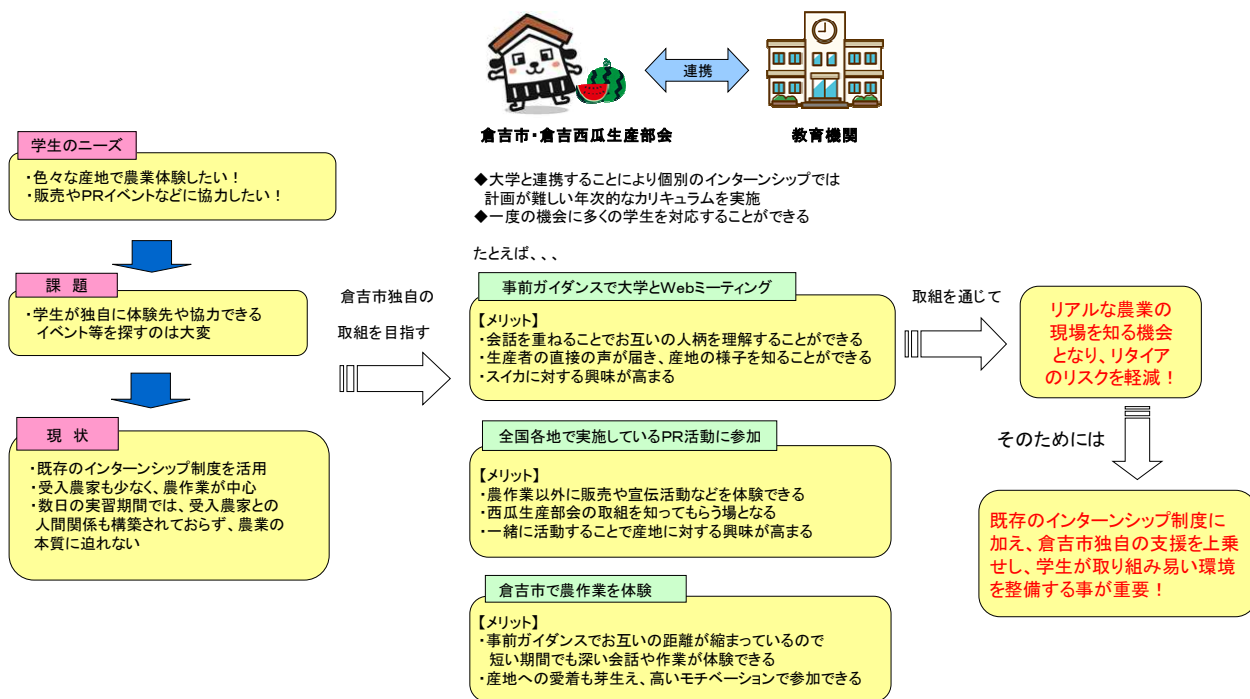 連携
倉吉市・倉吉西瓜生産部会
教育機関
学生のニーズ
・色々な産地で農業体験したい！
・販売やPRイベントなどに協力したい！
課 題
・学生が独自に体験先や協力できる
イベント等を探すのは大変
現 状
・既存のインターンシップ制度を活用
・受入農家も少なく、農作業が中心
・数日の実習期間では、受入農家との
人間関係も構築されておらず、農業の
本質に迫れない
倉吉市独自の
取組を目指す
◆大学と連携することにより個別のインターンシップでは
計画が難しい年次的なカリキュラムを実施
◆一度の機会に多くの学生を対応することができる
たとえば、、、
事前ガイダンスで大学とWebミーティング
【メリット】
・会話を重ねることでお互いの人柄を理解することができる
・生産者の直接の声が届き、産地の様子を知ることができる
・スイカに対する興味が高まる
全国各地で実施しているPR活動に参加
【メリット】
・農作業以外に販売や宣伝活動などを体験できる
・西瓜生産部会の取組を知ってもらう場となる
・一緒に活動することで産地に対する興味が高まる
倉吉市で農作業を体験
【メリット】
・事前ガイダンスでお互いの距離が縮まっているので
短い期間でも深い会話や作業が体験できる
・産地への愛着も芽生え、高いモチベーションで参加できる
取組を通じて
リアルな農業の
現場を知る機会
となり、リタイア
のリスクを軽減！
そのためには
既存のインターンシップ制度に
加え、倉吉市独自の支援を上乗
せし、学生が取り組み易い環境
を整備する事が重要！